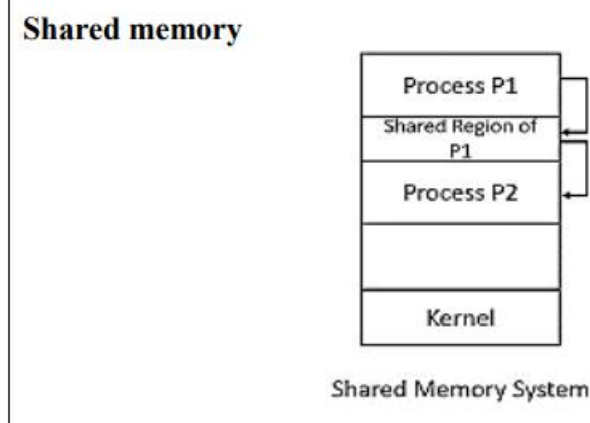 Shared memory
Process P1
Shared Region of
P1
Process P2
Kernel
Shared Memory System